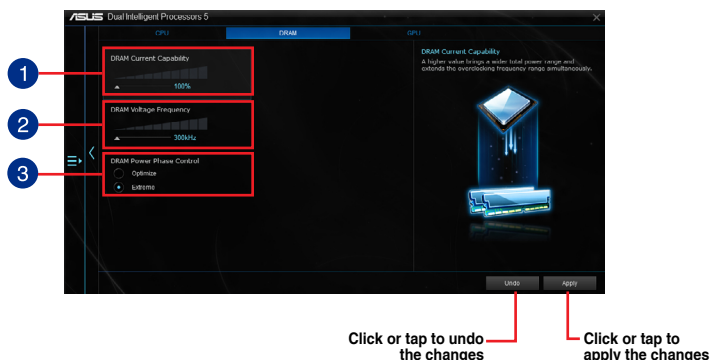 ASUS Dual Intelligent Processors 5
CPU
DRAM
GPU
1
DRAM Current Capability
100%
2
DRAM Voltage Frequency
300kHz
3
DRAM Power Phase Control
Optimize
Extreme
DRAM Current Capability
A higher value brings a wider total power range and
extends the overclocking frequency range simultaneously.
Undo
Apply
Click or tap to undo
the changes
Click or tap to
apply the changes